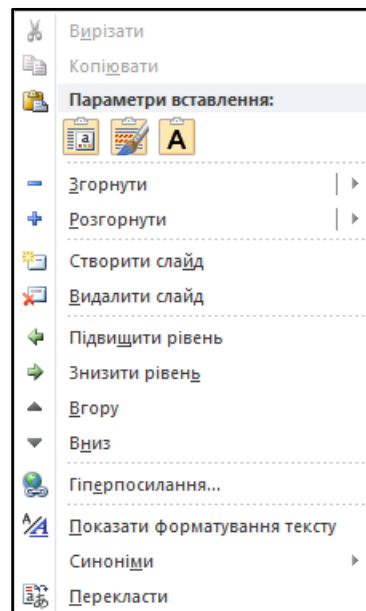 Вирізати
Копіювати
Параметри вставлення:
a A
Згорнути
Розгорнути
Створити слайд
Видалити слайд
Підвищити рівень
Знизити рівень
Вгору
Вниз
Гіперпосилання...
Показати форматування тексту
Синоніми
Перекласти